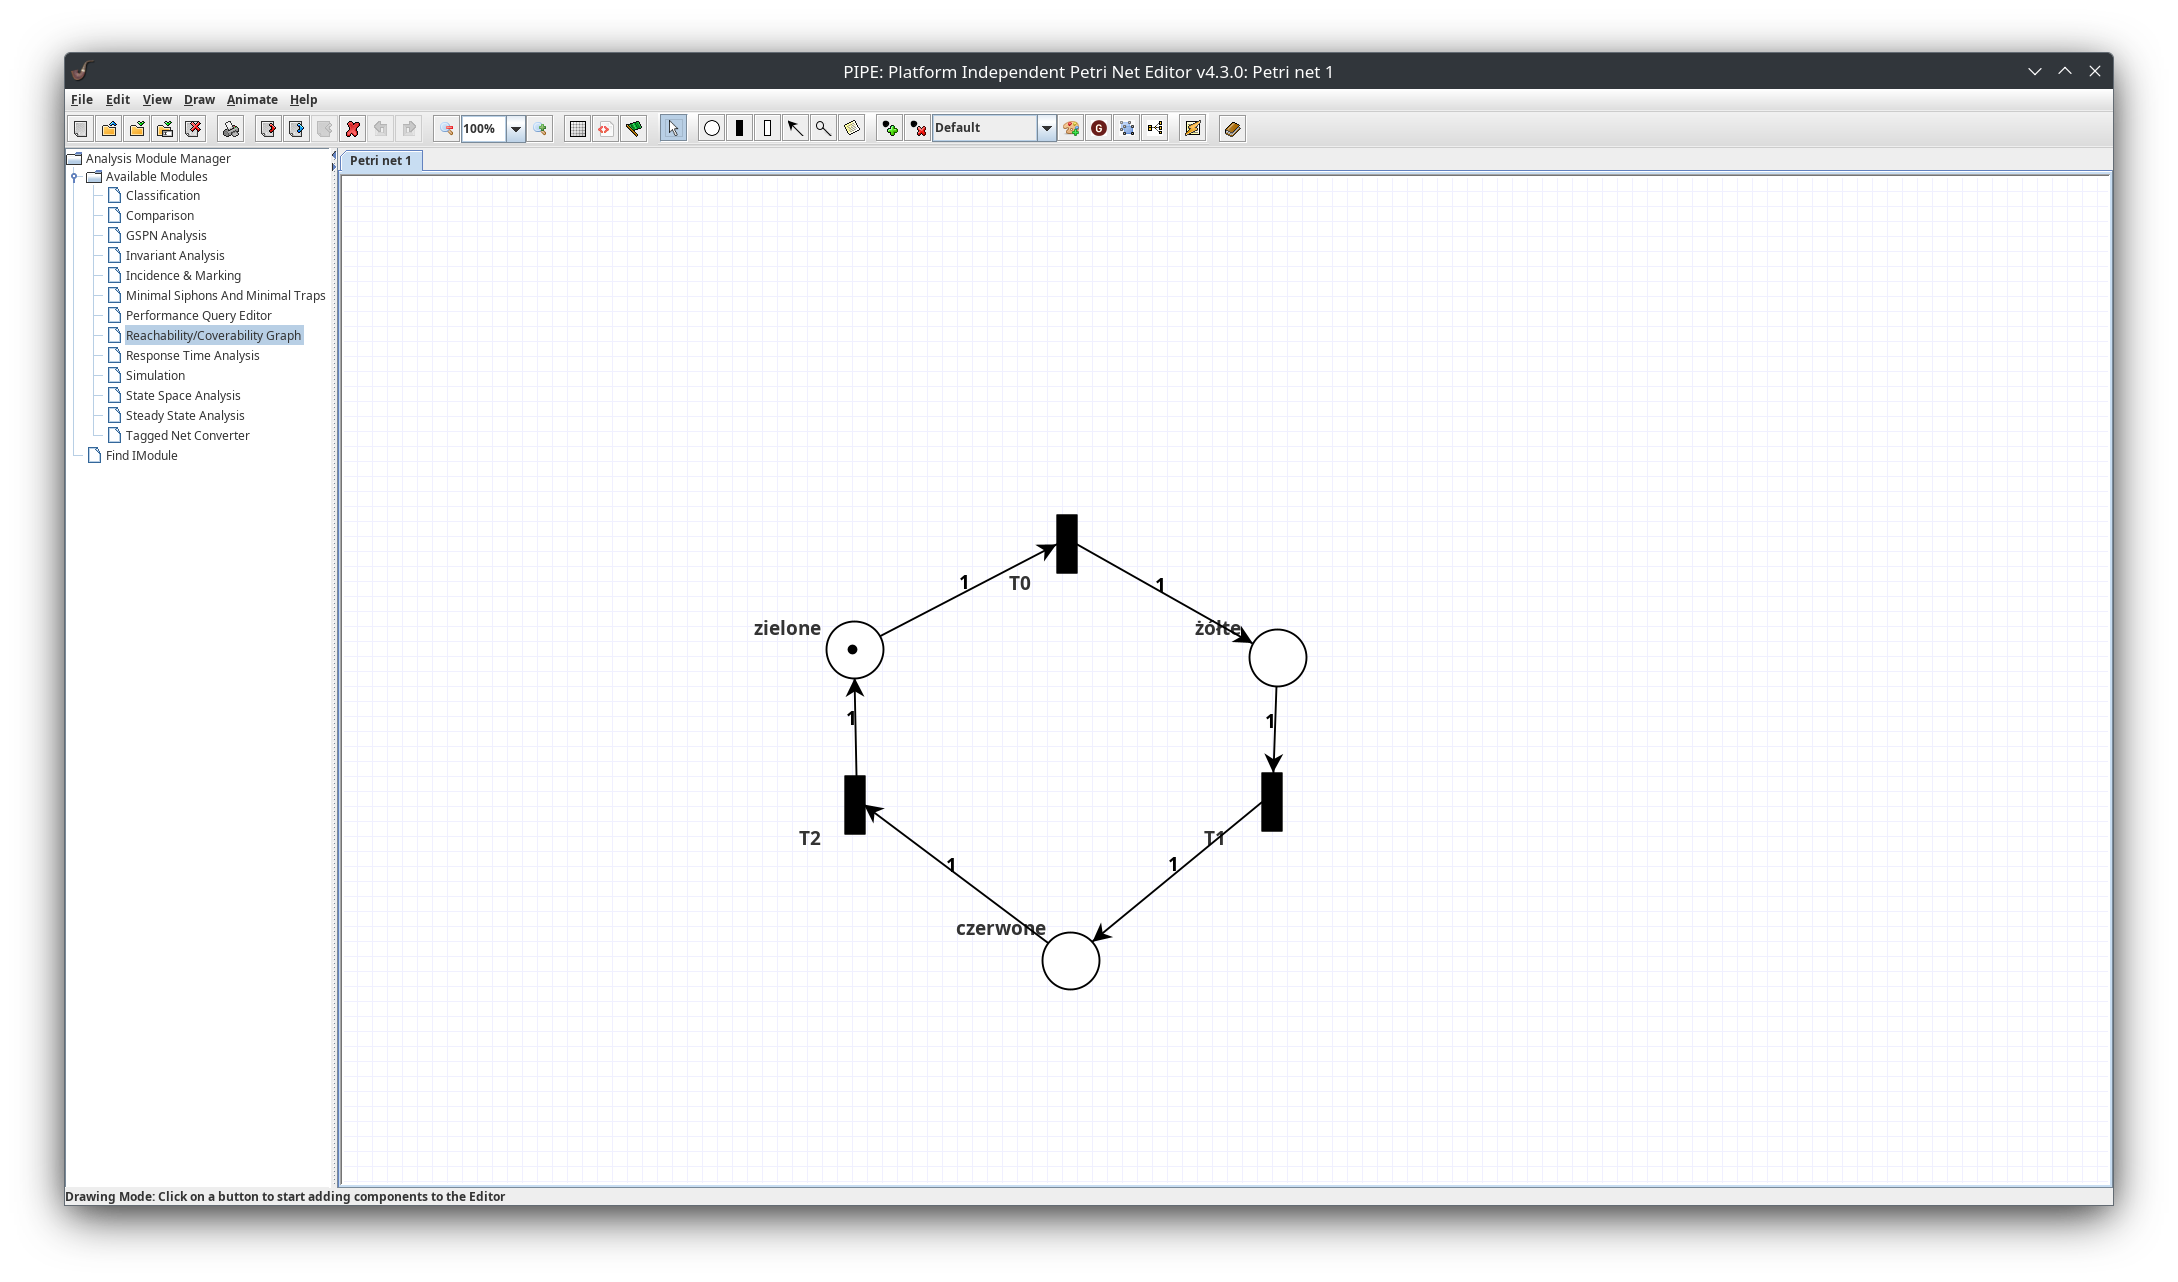 PIPE: Platform Independent Petri Net Editor v4.3.0: Petri net 1
File Edit View Draw Animate Help
100%
Default
G
Analysis Module Manager
Available Modules
Classification
Comparison
GSPN Analysis
Invariant Analysis
Incidence & Marking
Minimal Siphons And Minimal Traps
Performance Query Editor
Reachability/Coverability Graph
Response Time Analysis
Simulation
State Space Analysis
Steady State Analysis
Tagged Net Converter
Find IModule
Petri net 1
1
T0
1
zielone
żółte
1
1
T2
T1
1
1
czerwone
Drawing Mode: Click on a button to start adding components to the Editor